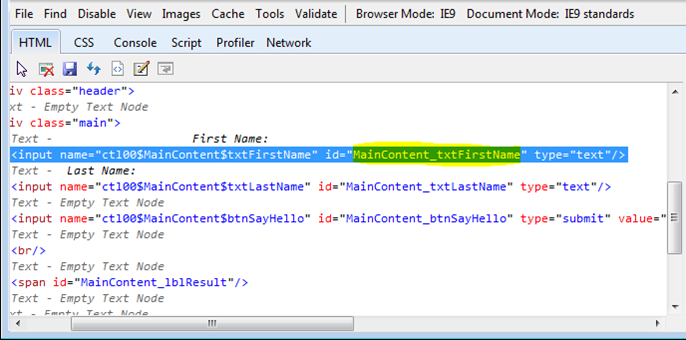 File Find Disable View Images Cache Tools Validate Browser Mode: IE9 Document Mode: IE9 standards
HTML CSS Console Script Profiler Network
iv class="header">
xt - Empty Text Node
iv class="main">
Text - First Name:
<input name="ctl00$MainContent$txtFirstName" id="MainContent_txtFirstName" type="text"/>
Text - Last Name:
<input name="ctl00$MainContent$txtLastName" id="MainContent_txtLastName" type="text"/>
Text - Empty Text Node
<input name="ctl00$MainContent$btnSayHello" id="MainContent_btnSayHello" type="submit" value="
Text - Empty Text Node
<br/>
Text - Empty Text Node
<span id="MainContent_lblResult"/>
Text - Empty Text Node
xt - Empty Text Node